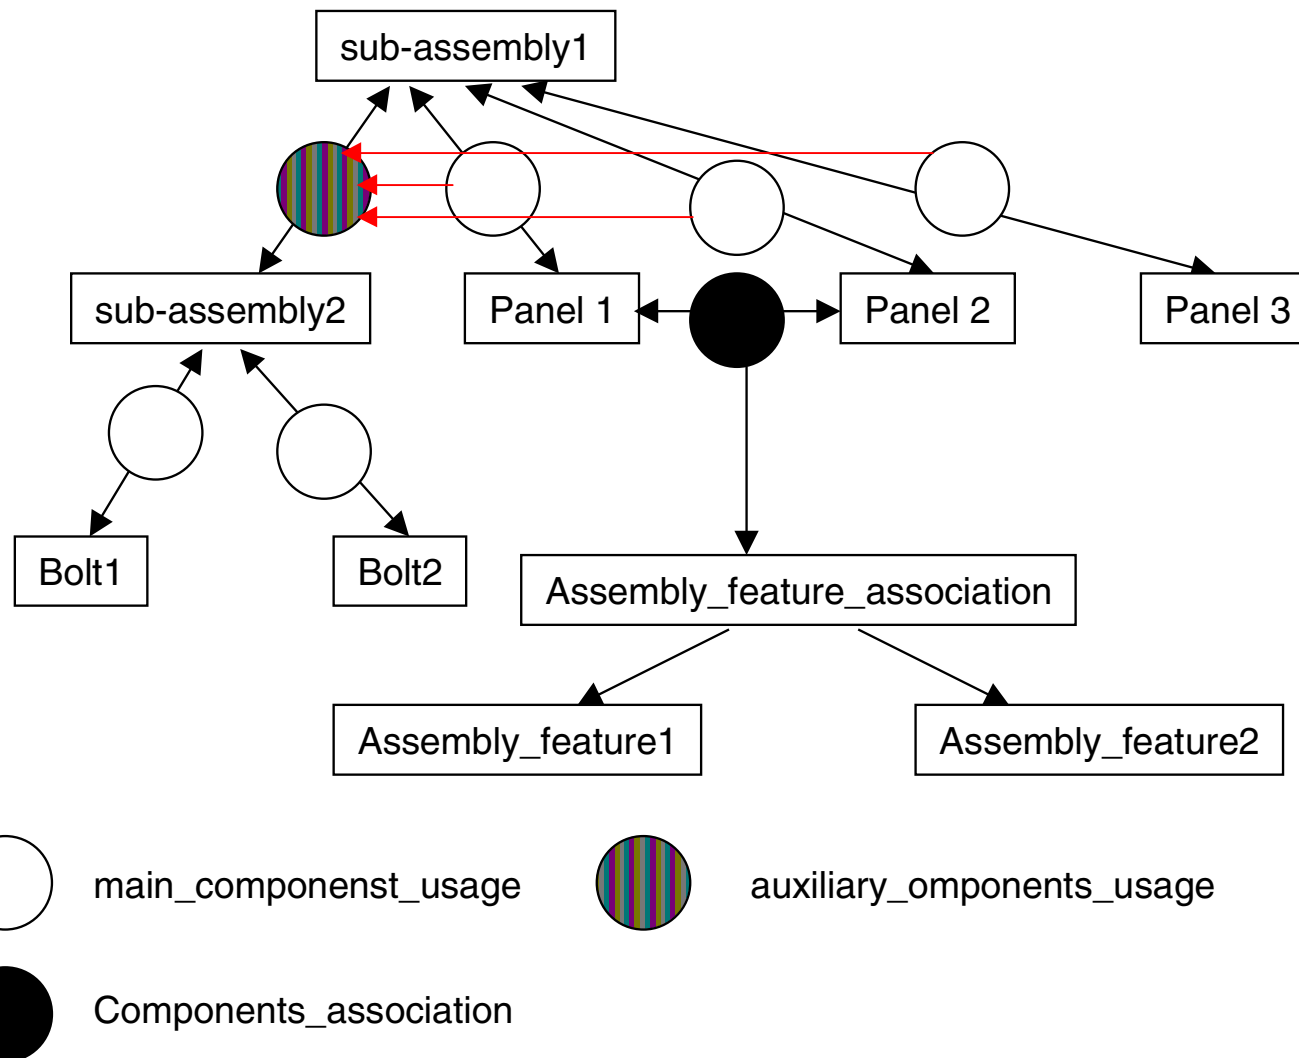 sub-assembly1
sub-assembly2
Panel 1
Panel 2
Panel 3
Bolt1
Bolt2
Assembly_feature_association
Assembly_feature1
Assembly_feature2
main_componenst_usage
auxiliary_omponents_usage
Components_association